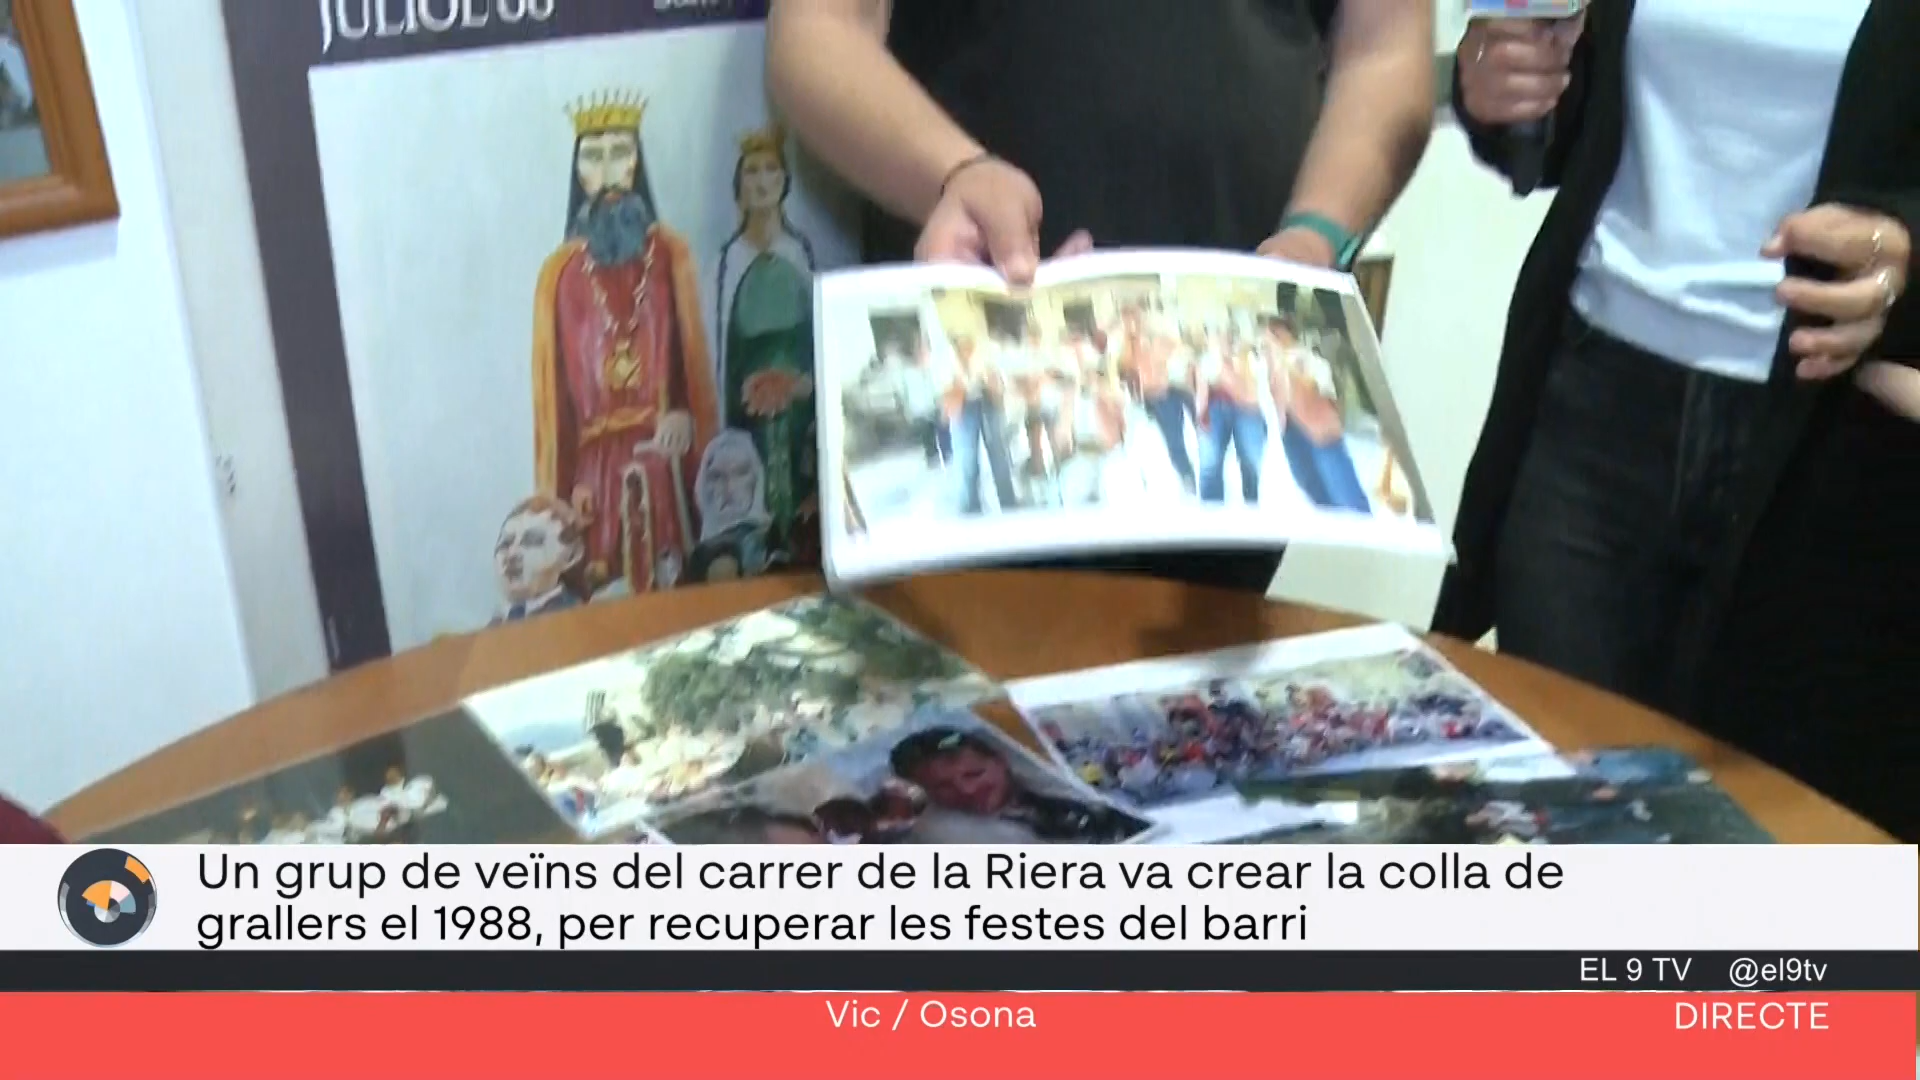 Un grup de veïns del carrer de la Riera va crear la colla de
grallers el 1988, per recuperar les festes del barri
EL 9 TV @el9tv
Vic / Osona
DIRECTE